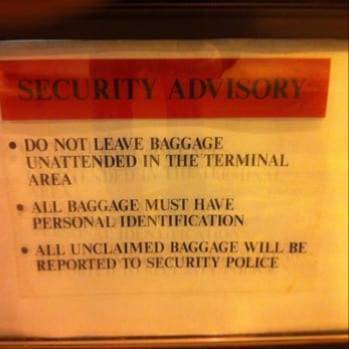 SECURITY ADVISORY
• DO NOT LEAVE BAGGAGE
UNATTENDED IN THE TERMINAL
AREA
• ALL BAGGAGE MUST HAVE
PERSONAL IDENTIFICATION
• ALL UNCLAIMED BAGGAGE WILL BE
REPORTED TO SECURITY POLICE